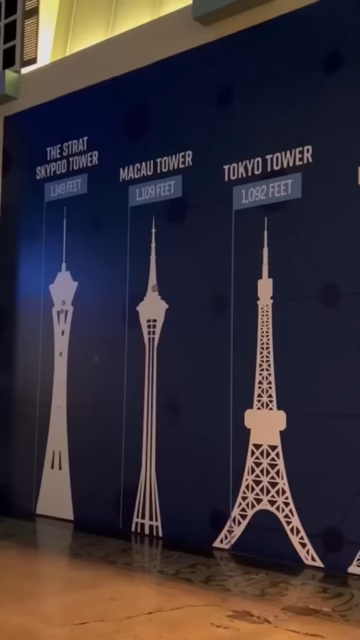 THE STRAT
SKYPOD TOWER
1,149 FEET
MACAU TOWER
1,109 FEET
TOKYO TOWER
1,092 FEET